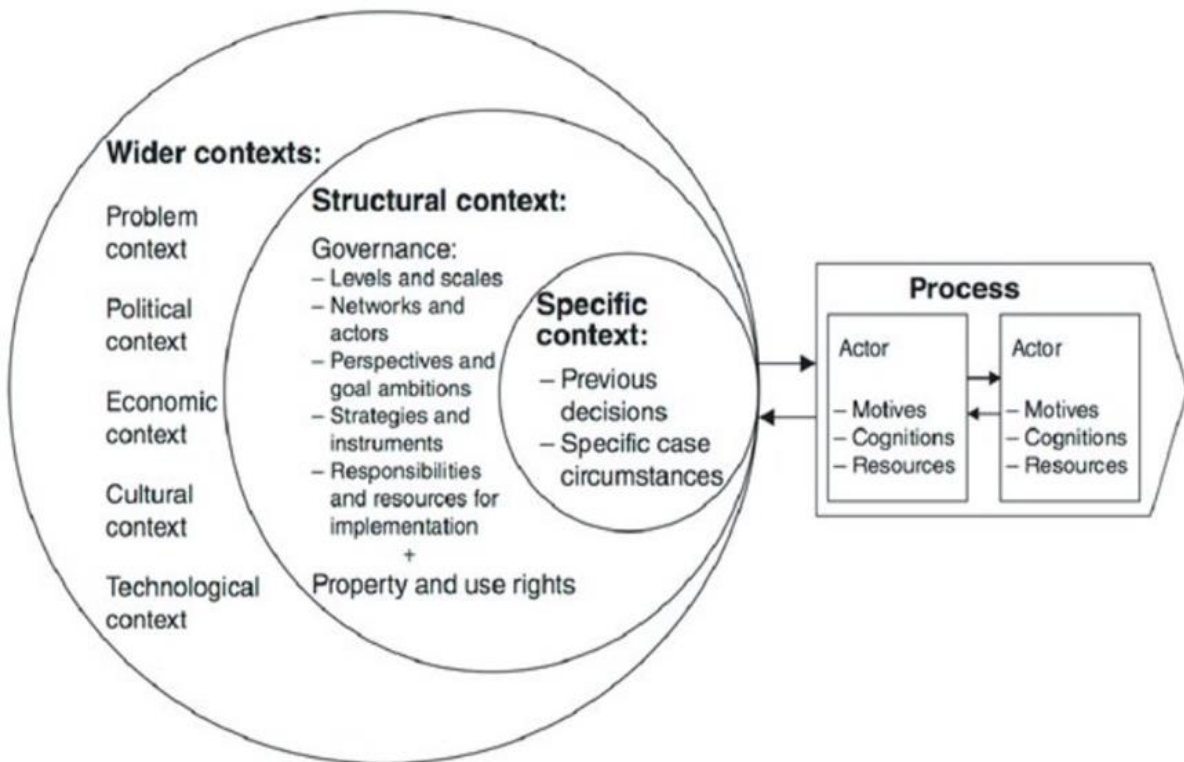 Wider contexts:
Problem
context
Political
context
Economic
context
Cultural
context
Technological
context
Structural context:
Governance:
– Levels and scales
– Networks and
actors
– Perspectives and
goal ambitions
– Strategies and
instruments
– Responsibilities
and resources for
implementation
+
Property and use rights
Specific
context:
– Previous
decisions
– Specific case
circumstances
Process
Actor
– Motives
– Cognitions
– Resources
Actor
– Motives
– Cognitions
– Resources